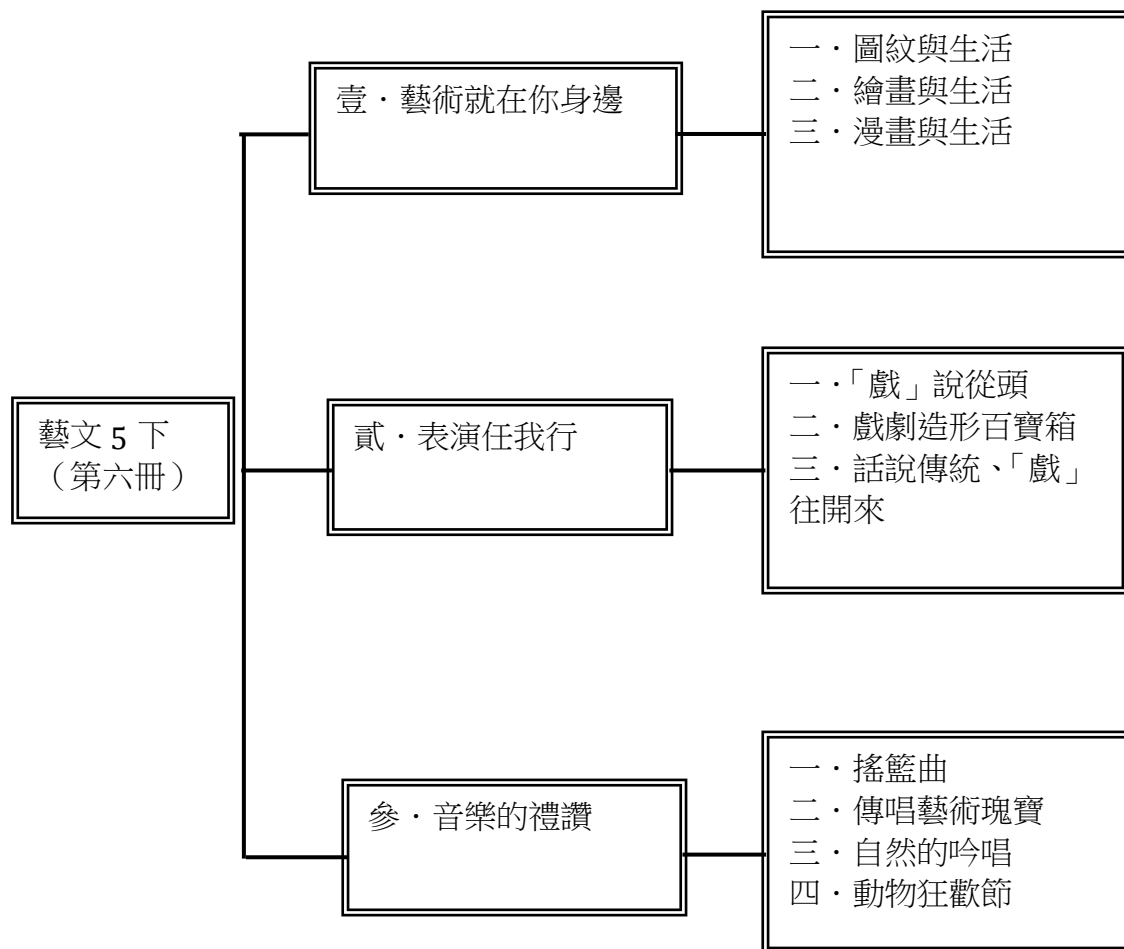 壹．藝術就在你身邊
一．圖紋與生活
二．繪畫與生活
三．漫畫與生活
藝文 5 下
（第六冊）
貳．表演任我行
一．「戲」說從頭
二．戲劇造形百寶箱
三．話說傳統、「戲」
往開來
參．音樂的禮讚
一．搖籃曲
二．傳唱藝術瑰寶
三．自然的吟唱
四．動物狂歡節